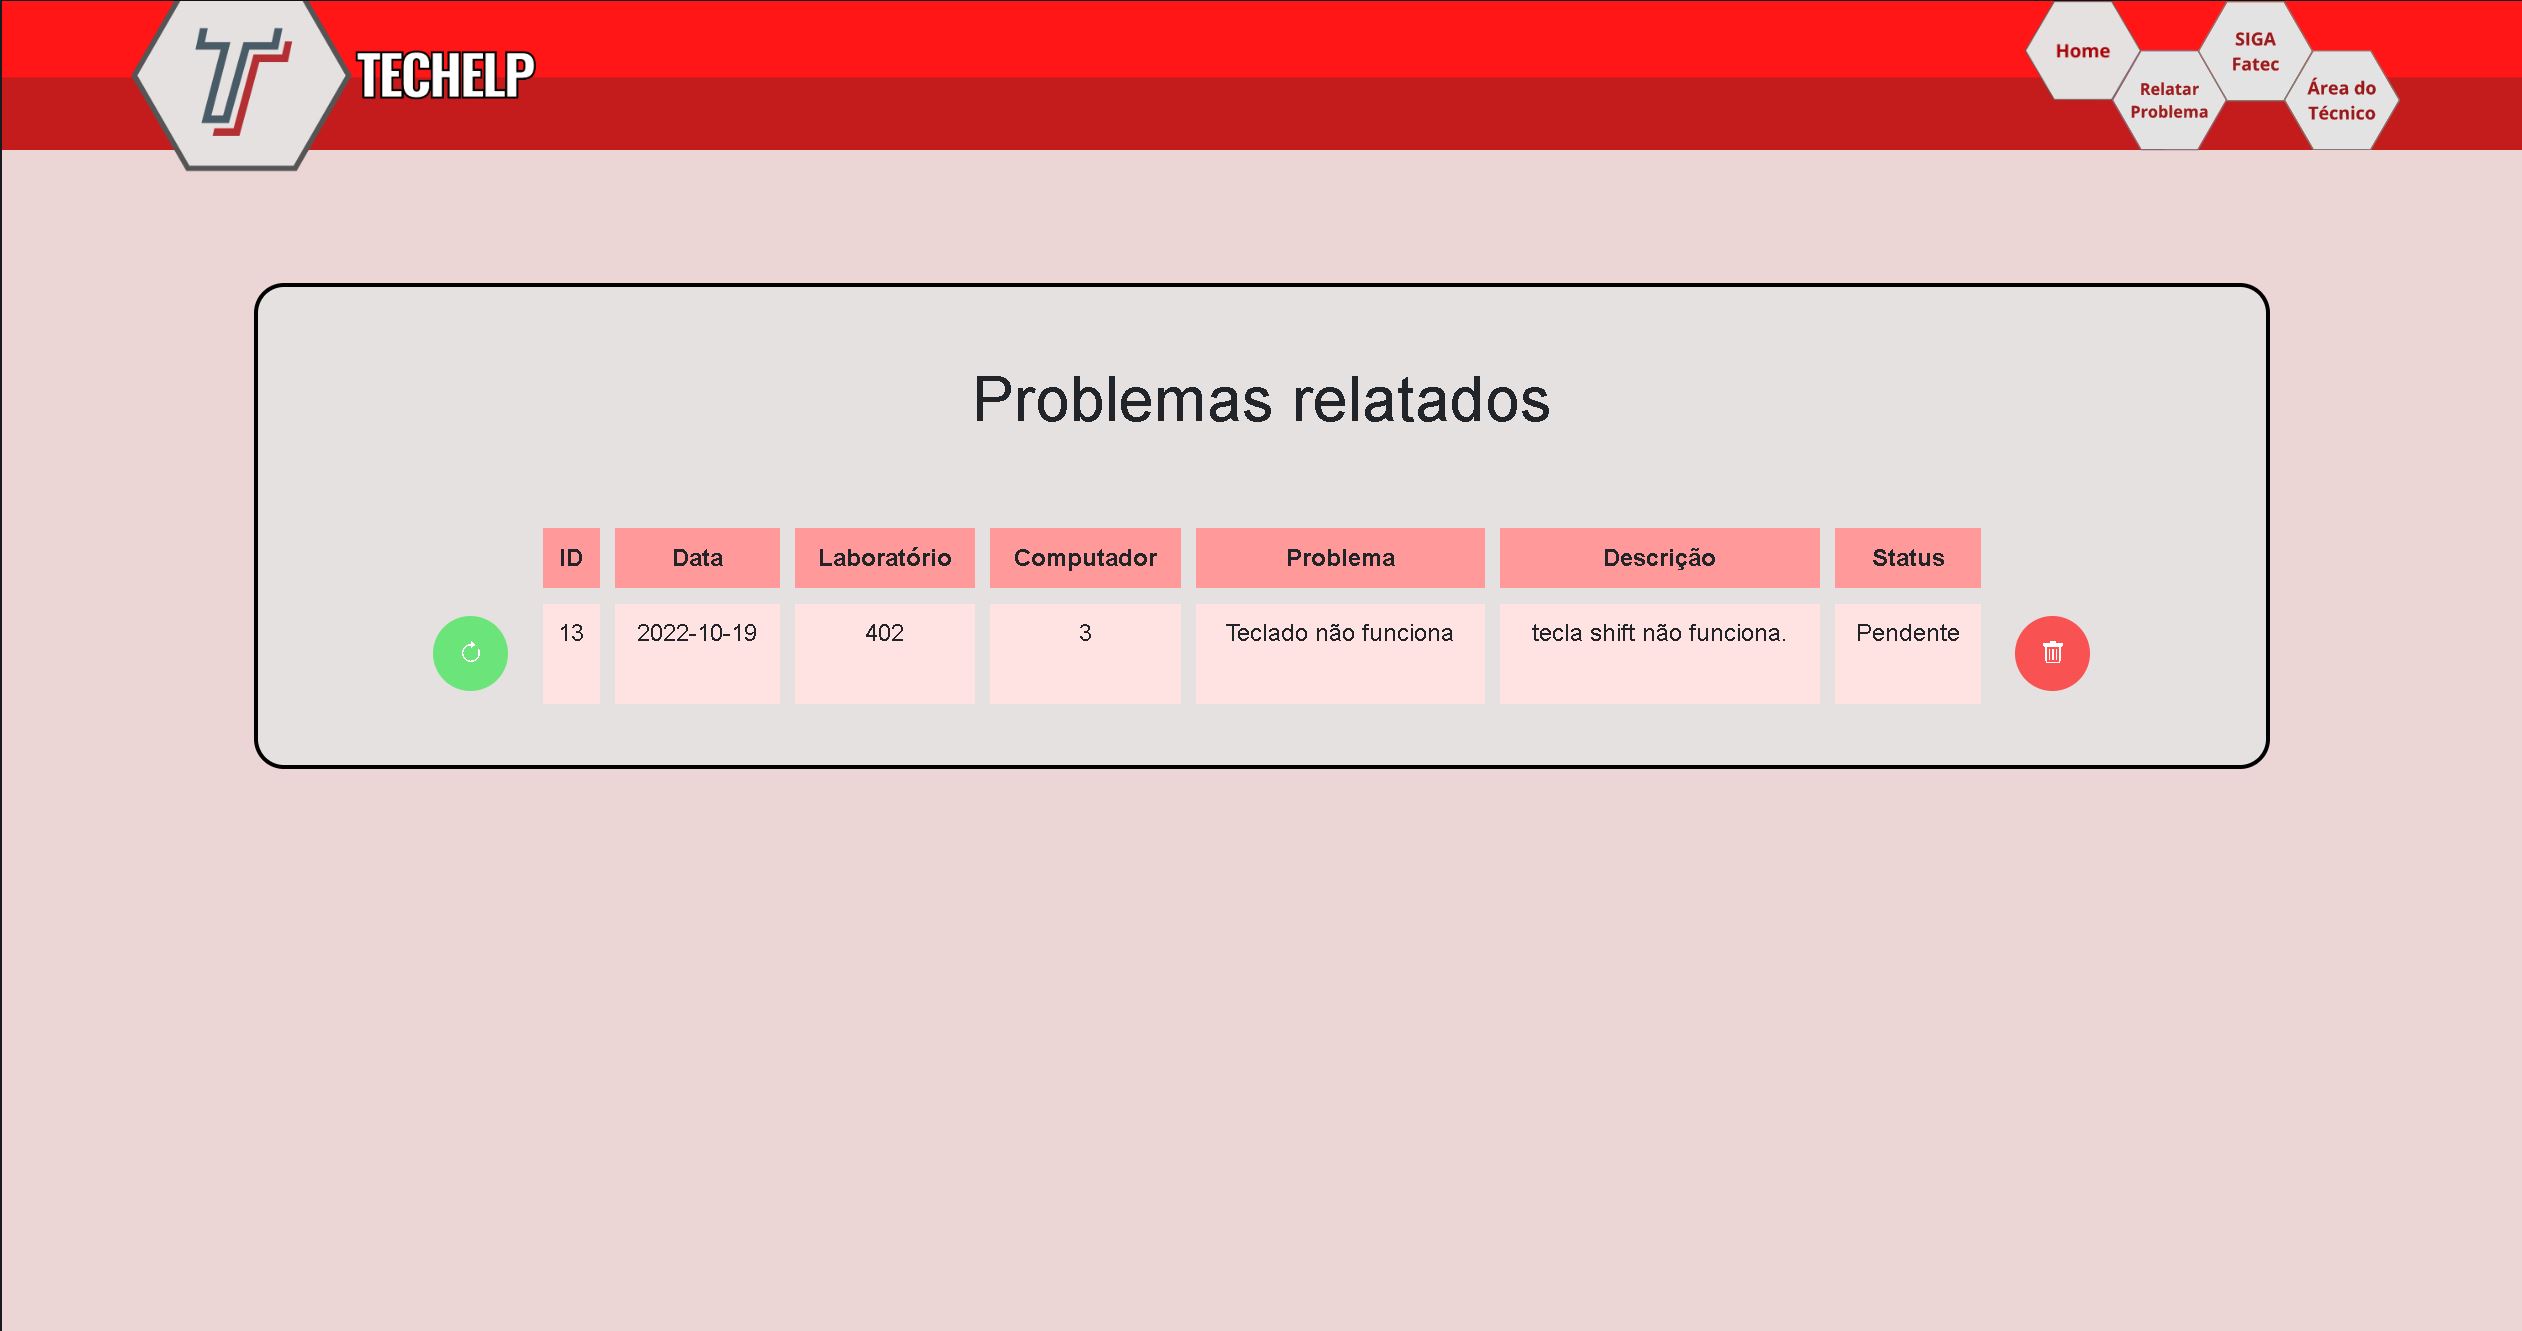 TECHELP
Home
Relatar
Problema
SIGA
Fatec
Área do
Técnico
Problemas relatados
ID Data Laboratório Computador Problema Descrição Status
13 2022-10-19 402 3 Teclado não funciona tecla shift não funciona. Pendente